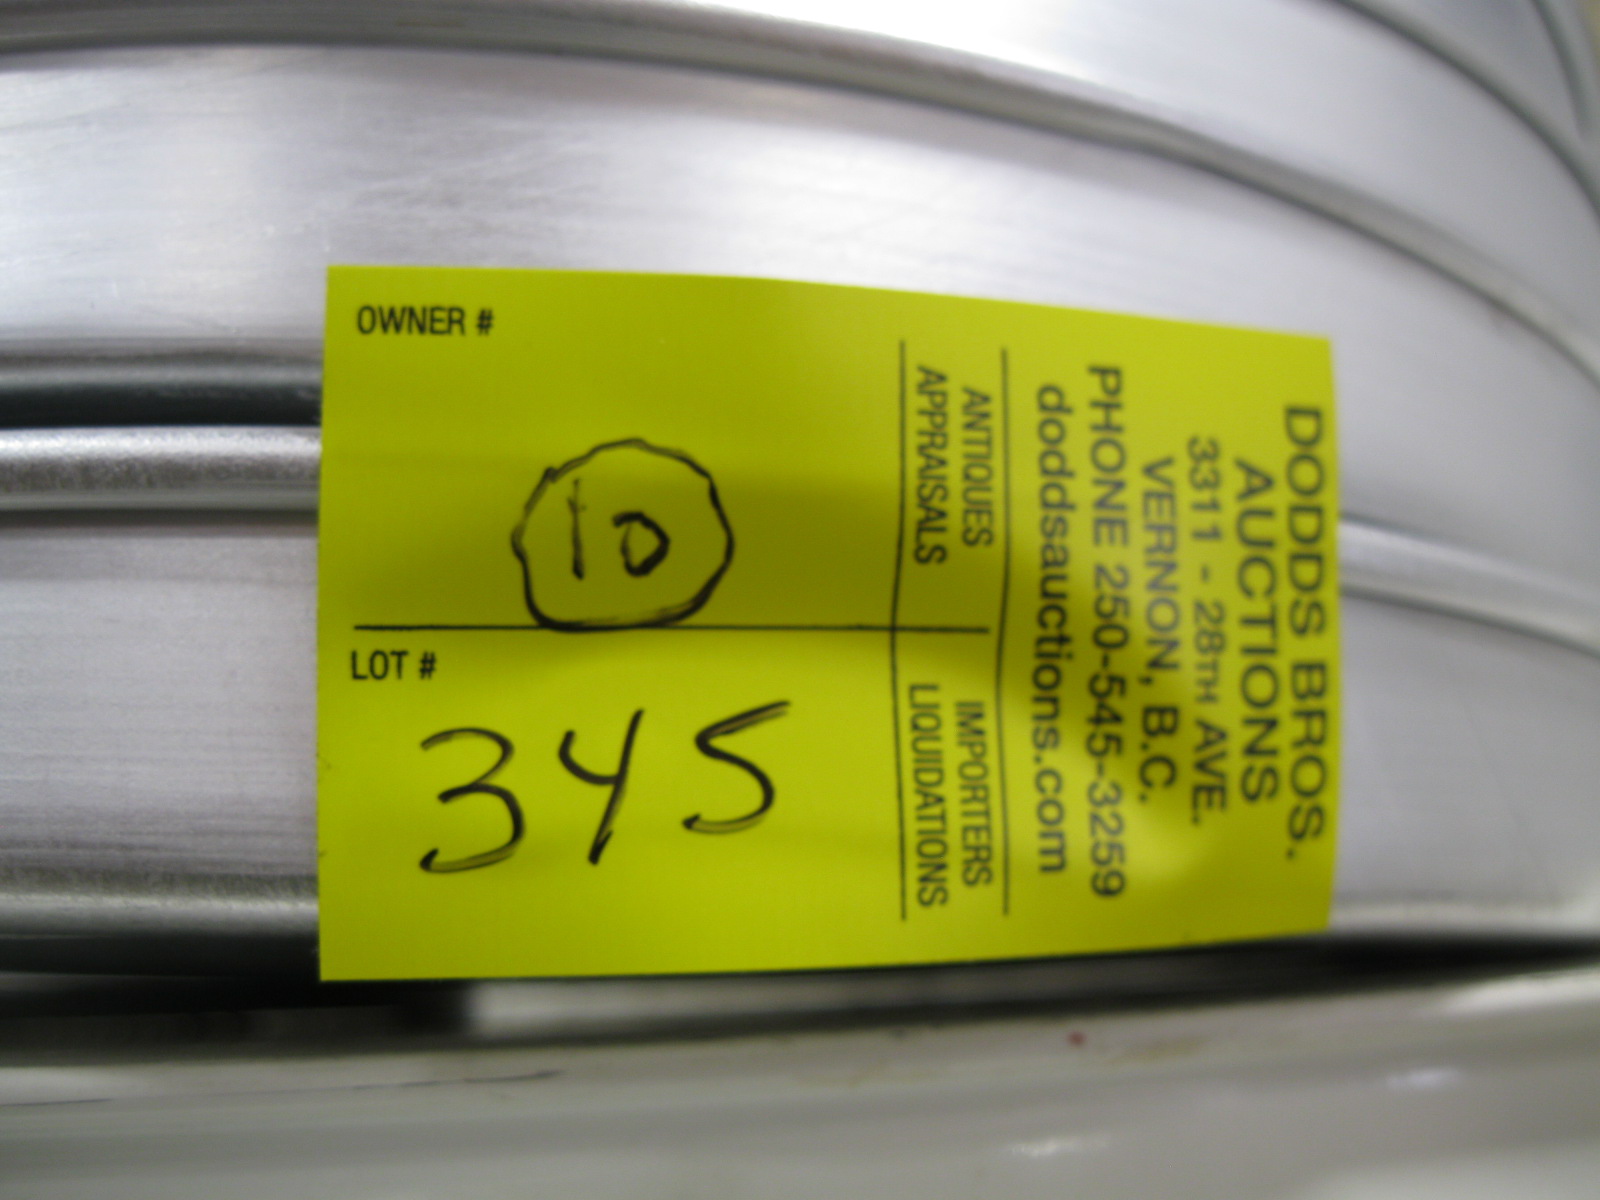 OWNER #
10
LOT #
345
ANTIQUES
APPRAISALS
IMPORTERS
LIQUIDATIONS
DODDS BROS.
AUCTIONS
3311 - 28TH AVE.
VERNON, B.C.
PHONE 250-545-3259
doddsauctions.com